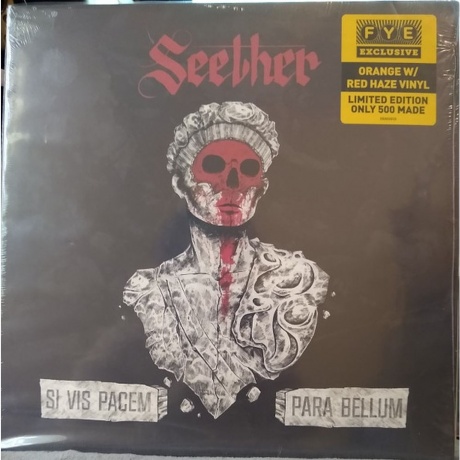 Seether
FYE
EXCLUSIVE
ORANGE W/
RED HAZE VINYL
LIMITED EDITION
ONLY 500 MADE
SI VIS PACEM
PARA BELLUM